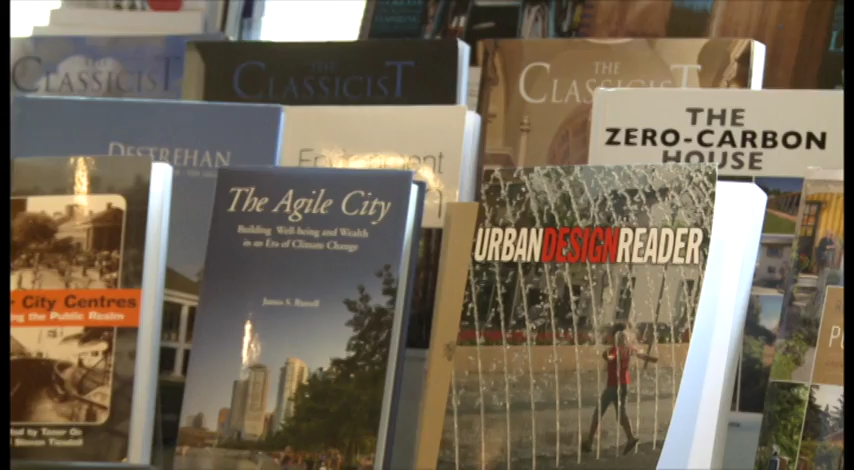 THE
CLASSICIST
THE
CLASSICIST
THE
CLASSICIST
DESTREHAN
Environment
THE
ZERO-CARBON
HOUSE
City Centres
the Public Realm
The Agile City
Building Well-being and Wealth
in an Era of Climate Change
James S. Russell
URBANDESIGNREADER